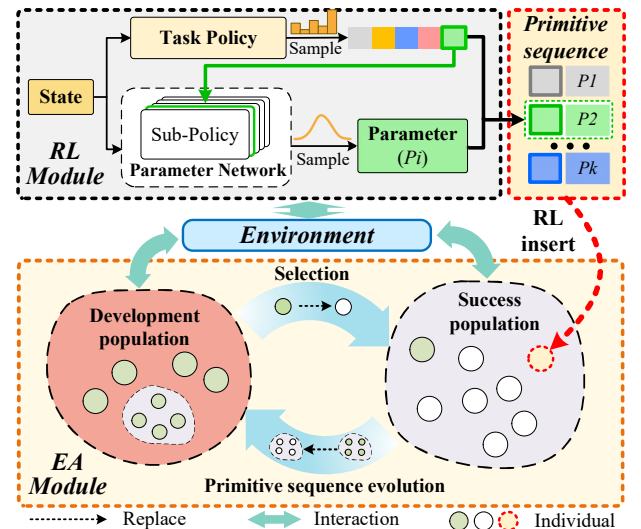 Task Policy
Sample
Primitive
sequence
State
P1
P2
Pk
Sub-Policy
Parameter Network
Sample
Parameter
(Pi)
RL
Module
Environment
RL
insert
Selection
Development
population
Success
population
EA
Module
Primitive sequence evolution
Replace
Interaction
Individual